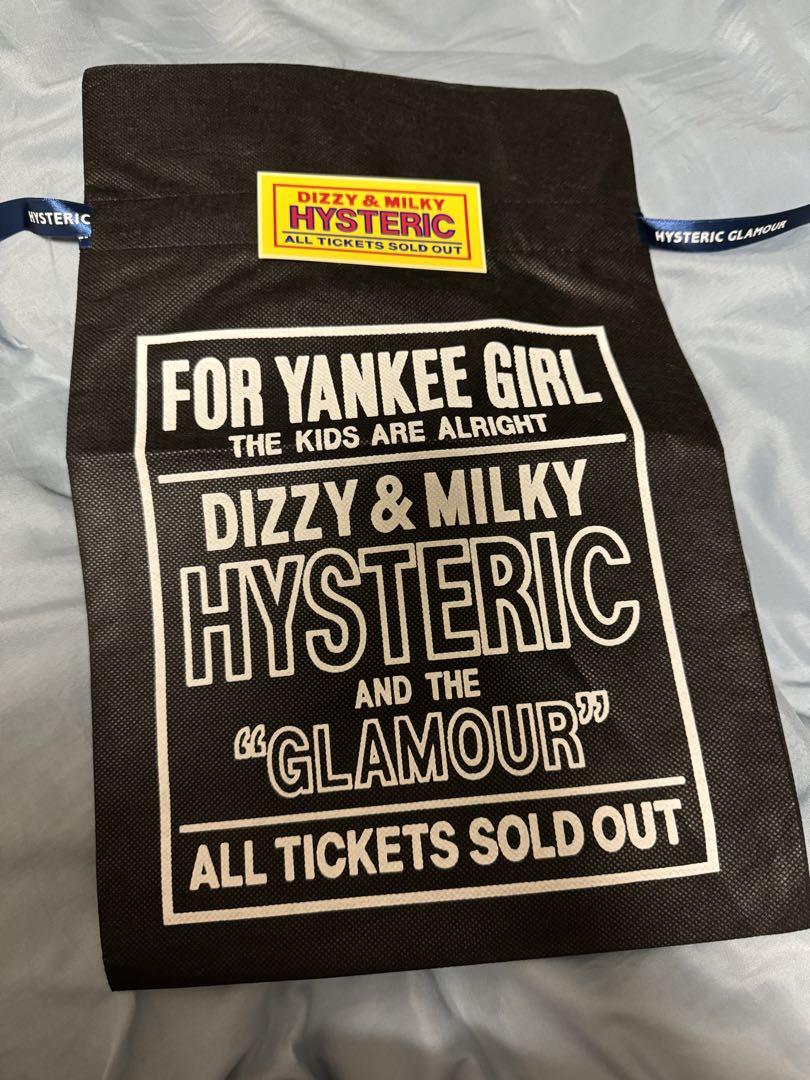 DIZZY & MILKY
HYSTERIC
ALL TICKETS SOLD OUT
HYSTERIC
HYSTERIC GLAMOUR
FOR YANKEE GIRL
THE KIDS ARE ALRIGHT
DIZZY & MILKY
HYSTERIC
AND THE
“GLAMOUR”
ALL TICKETS SOLD OUT